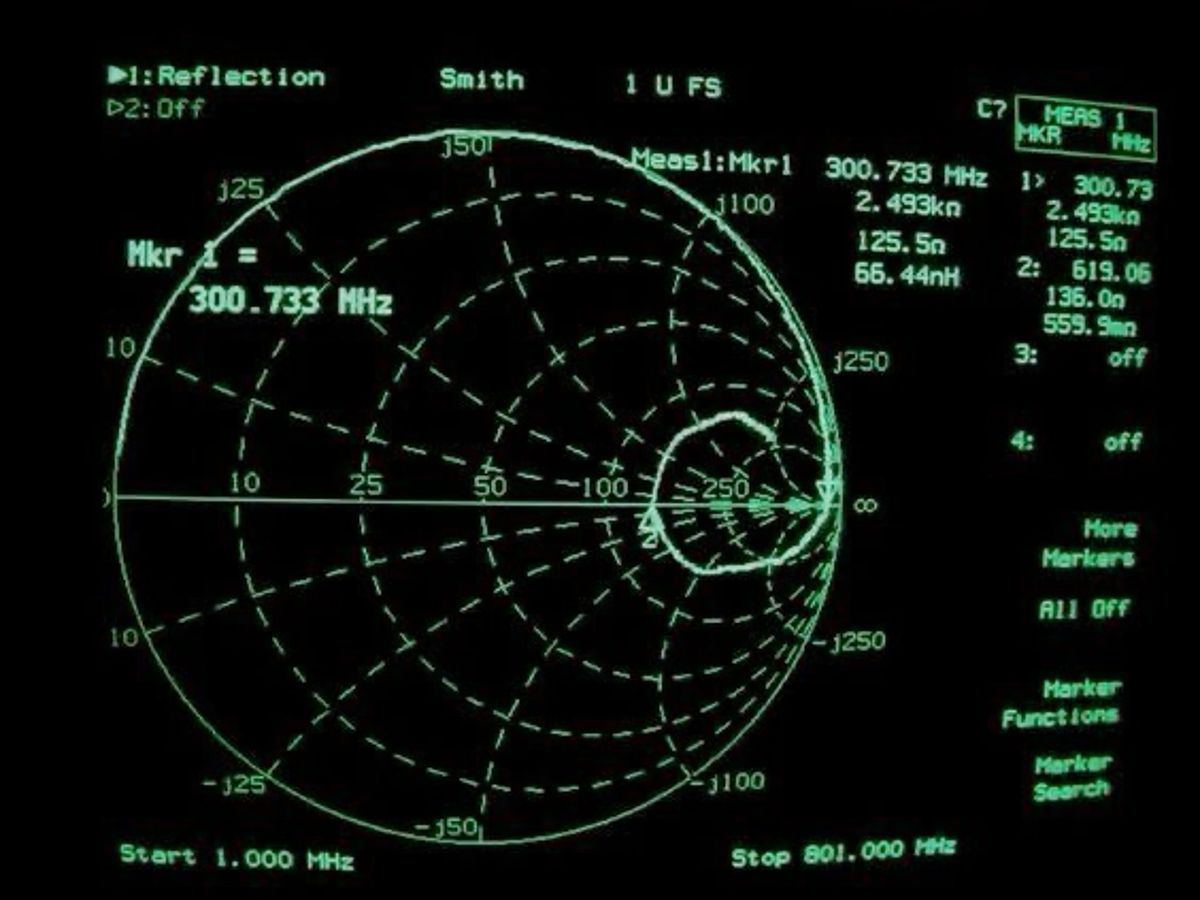 ▶1:Reflection Smith 1 U FS
▷2:Off
C?
MEAS 1
MKR MHz
Meas1:Mkr1 300.733 MHz
2.493kΩ
125.5Ω
66.44nH
1> 300.73
2.493kΩ
125.5Ω
2: 619.06
136.0Ω
559.9mΩ
3: off
4: off
Mkr 1 =
300.733 MHz
j50
j25
j100
10
j250
10 25 50 100 250 ∞
2
10
-j250
-j25
-j100
-j50
More
Markers
All Off
Marker
Functions
Marker
Search
Start 1.000 MHz Stop 801.000 MHz